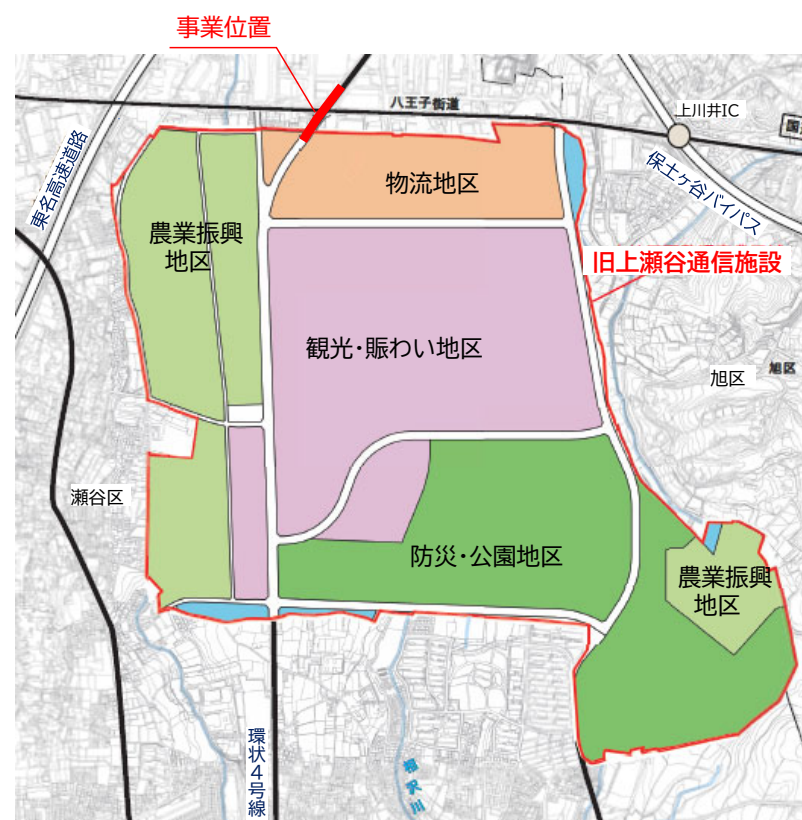 事業位置
八王子街道
上川井IC
国
東名高速道路
保土ヶ谷バイパス
物流地区
農業振興
地区
旧上瀬谷通信施設
観光・賑わい地区
旭区
旭区
瀬谷区
防災・公園地区
農業振興
地区
環状4号線
相沢川